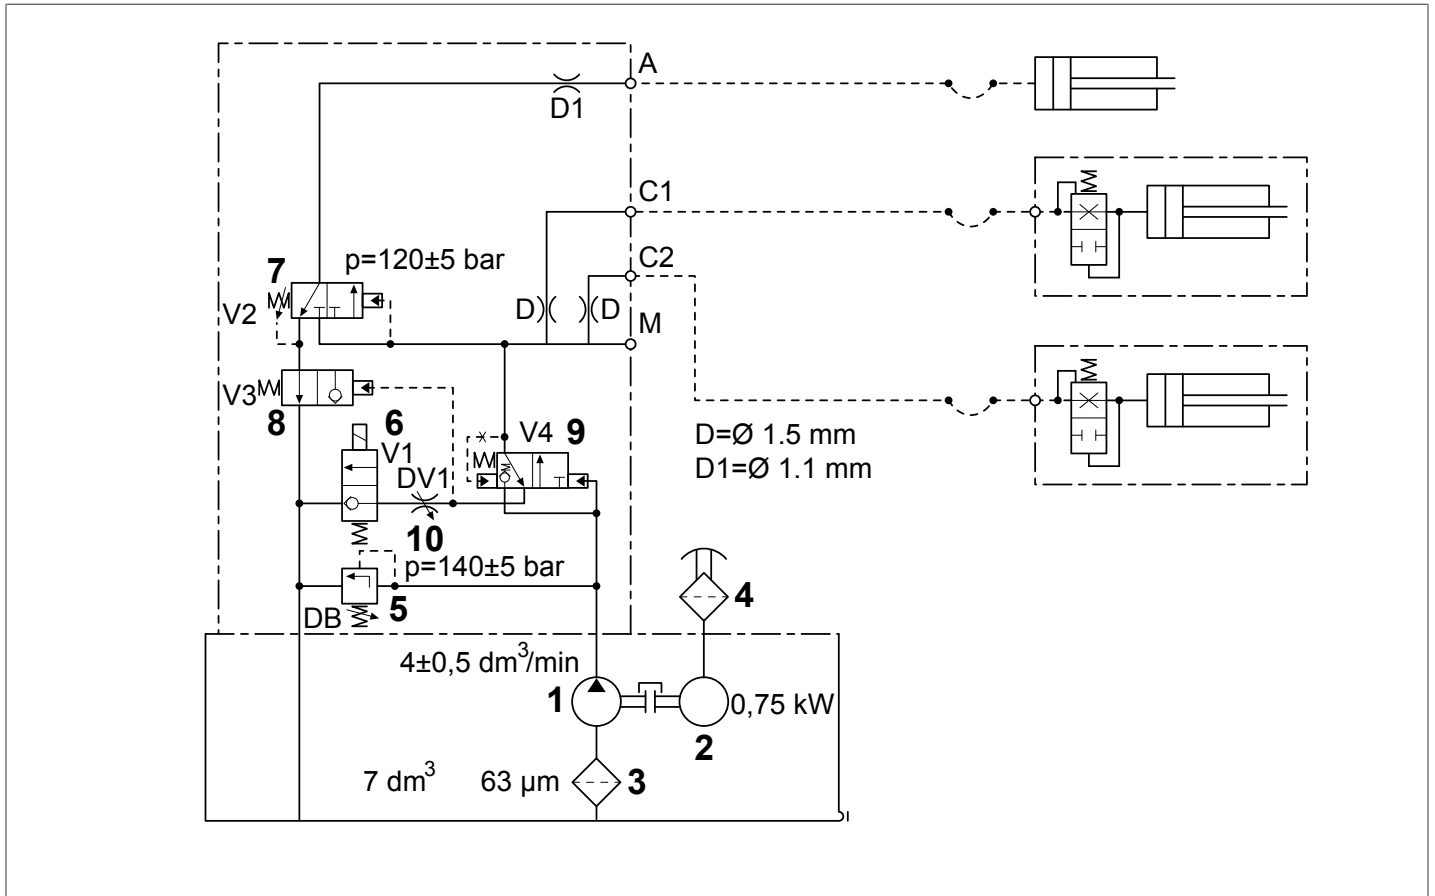 A
D1
C1
p=120±5 bar
7
C2
V2
D
D
M
V3
8
6
V4
9
V1
D=Ø 1.5 mm
DV1
D1=Ø 1.1 mm
10
p=140±5 bar
5
4
DB
4±0,5 dm³/min
1
0,75 kW
2
7 dm³
63 µm
3